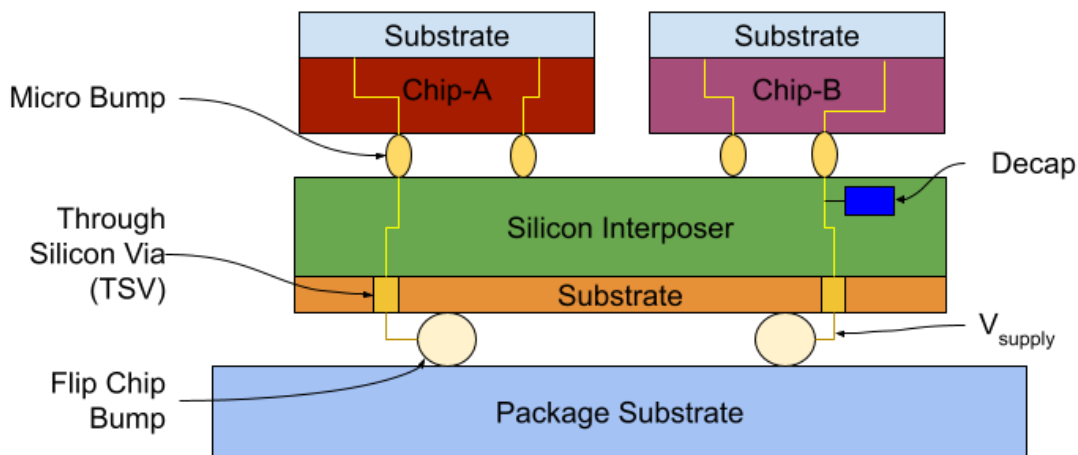 Substrate
Substrate
Chip-A
Chip-B
Micro Bump
Decap
Through
Silicon Via
(TSV)
Silicon Interposer
Substrate
Vsupply
Flip Chip
Bump
Package Substrate